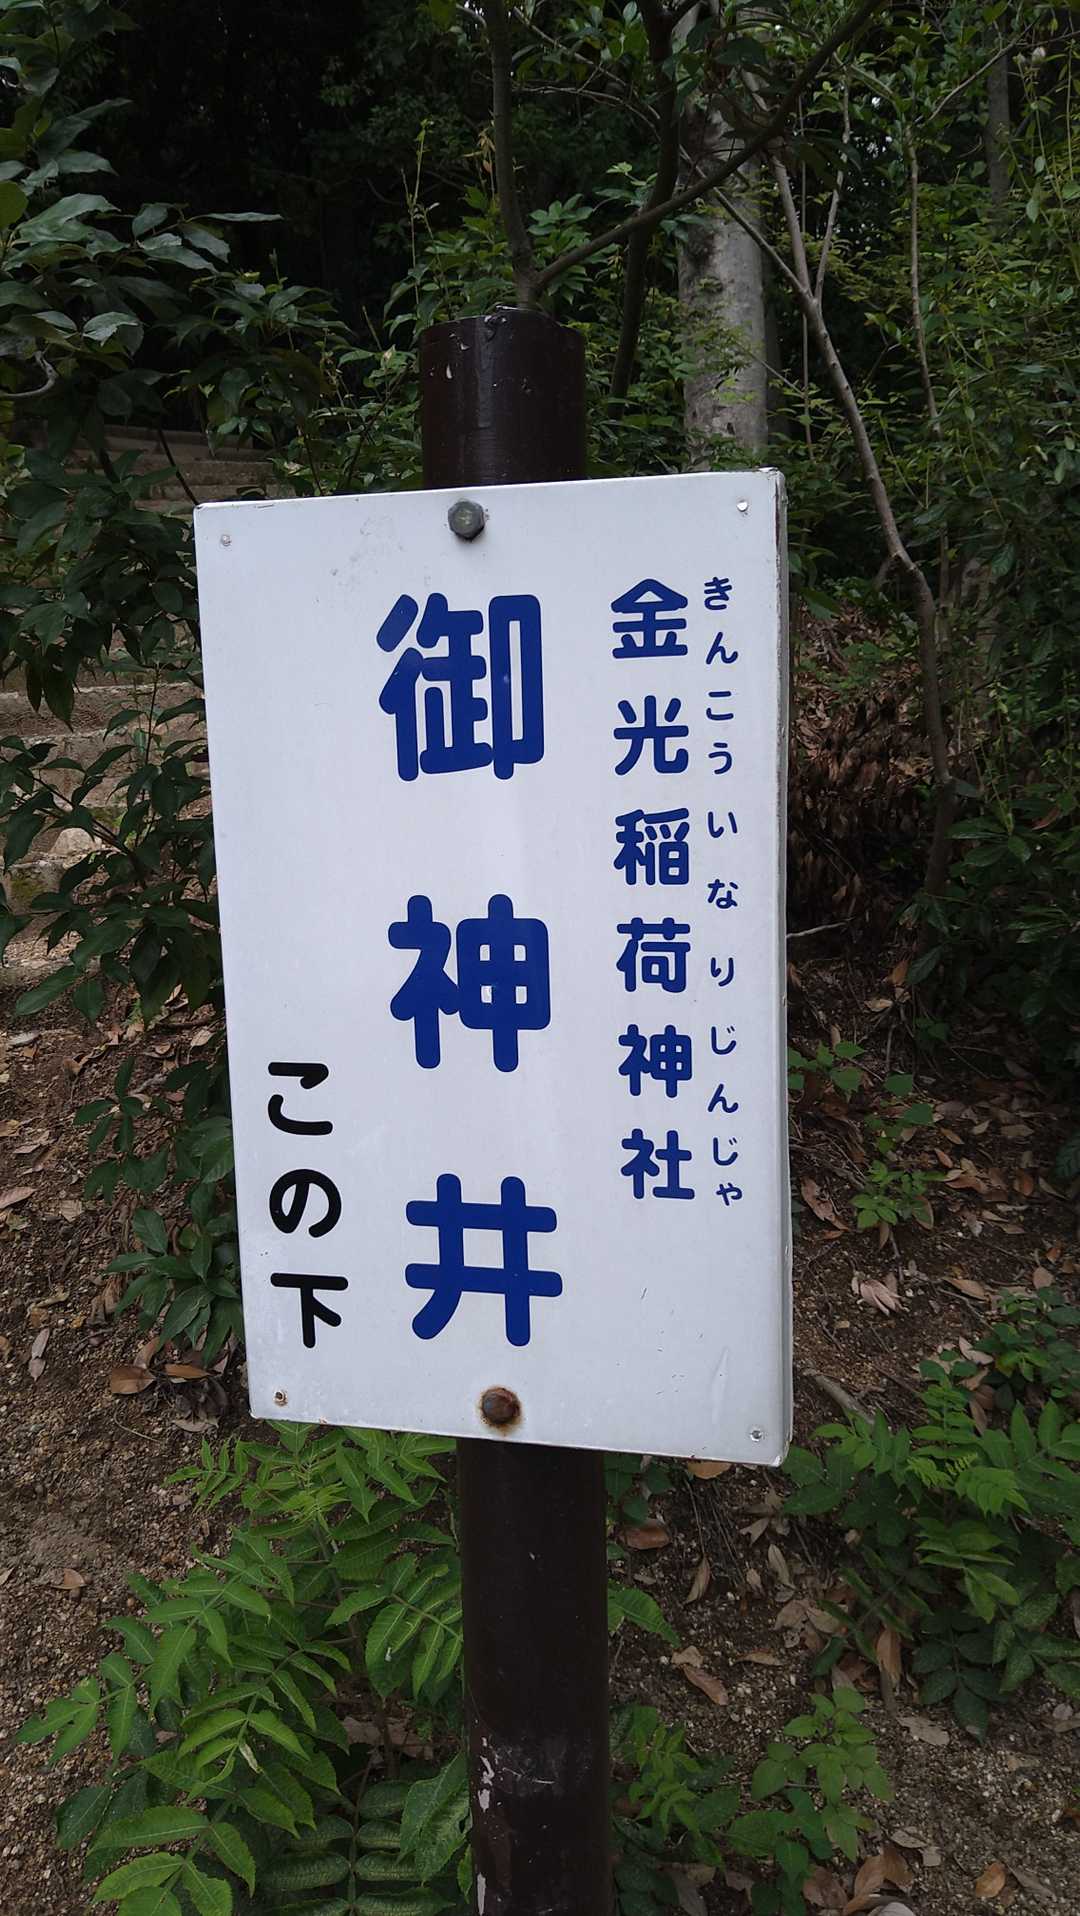 金光稲荷神社
きんこういなりじんじゃ
御神井
この下